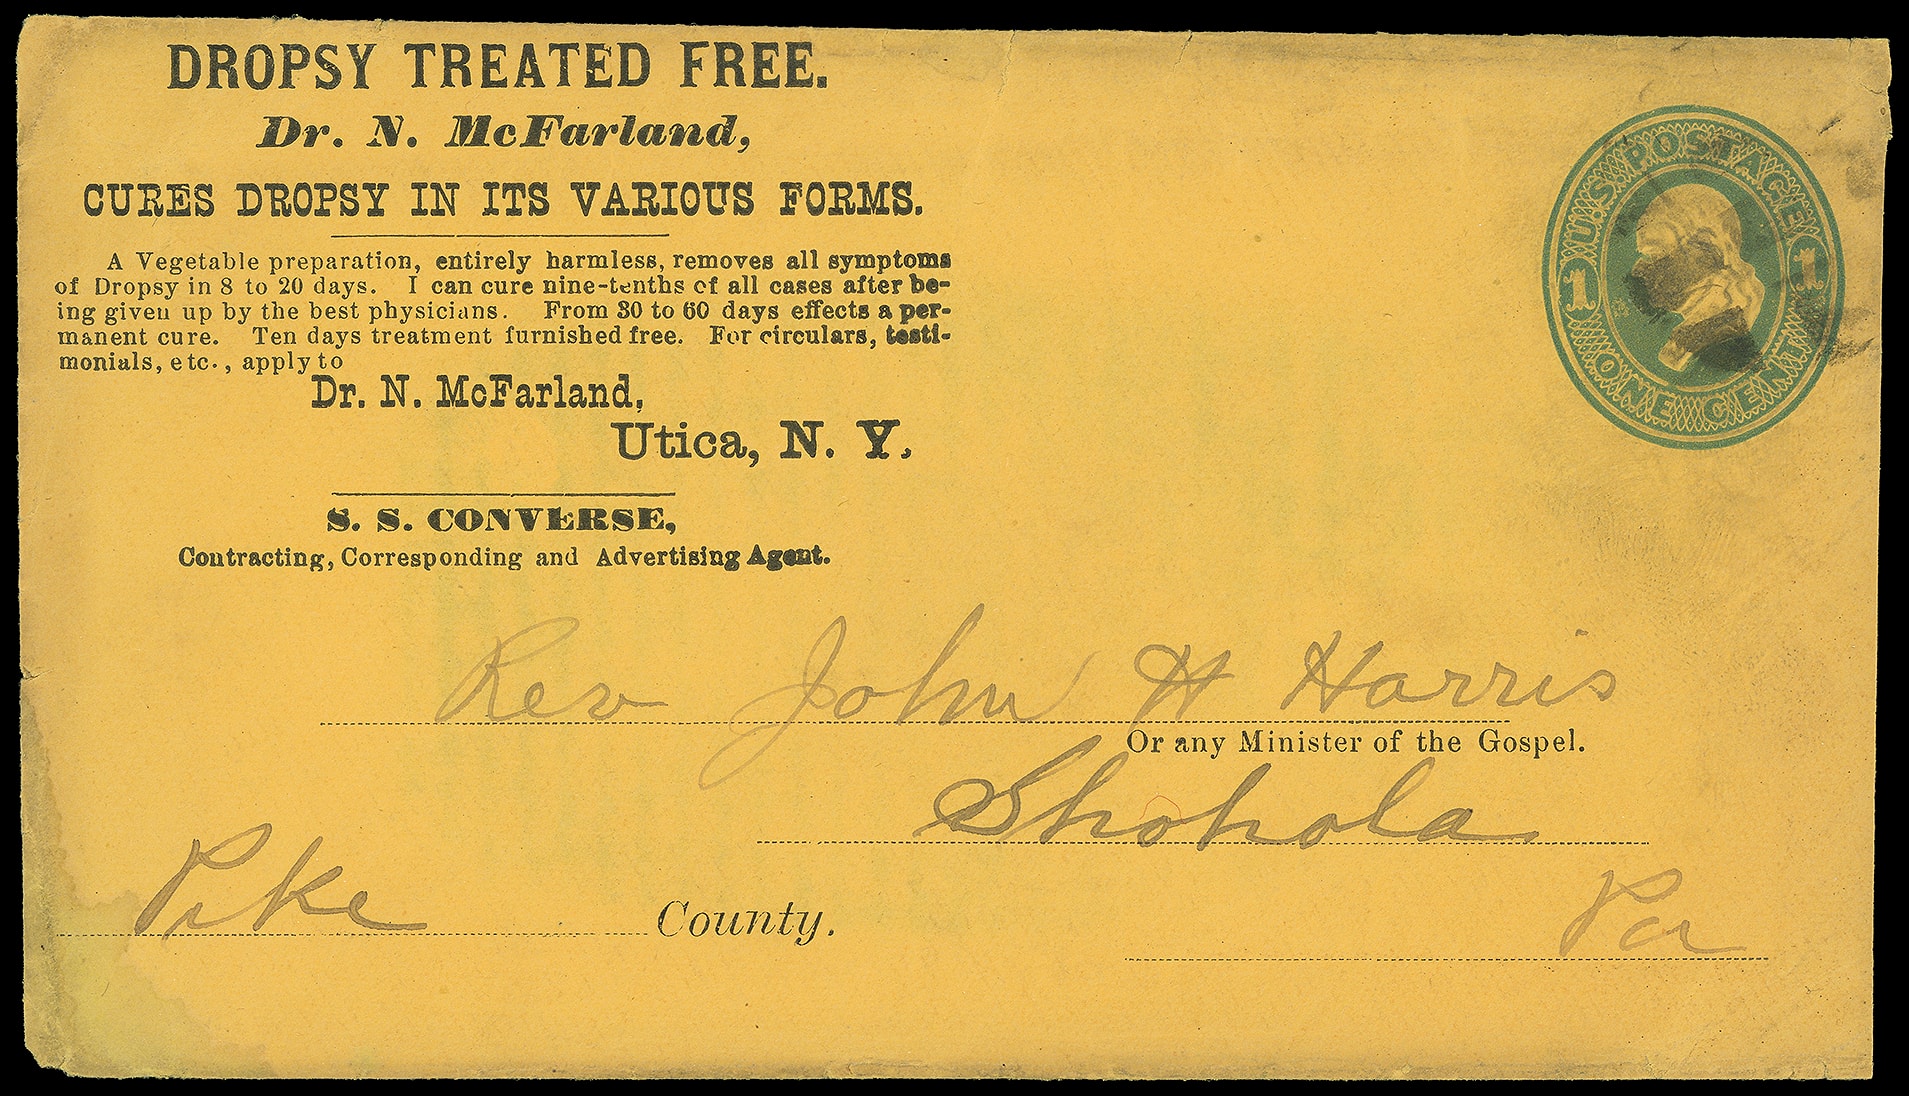 DROPSY TREATED FREE.
Dr. N. McFarland,
CURES DROPSY IN ITS VARIOUS FORMS.
A Vegetable preparation, entirely harmless, removes all symptoms
of Dropsy in 8 to 20 days. I can cure nine-tenths of all cases after be-
ing given up by the best physicians. From 30 to 60 days effects a per-
manent cure. Ten days treatment furnished free. For circulars, testi-
monials, etc., apply to
Dr. N. McFarland,
Utica, N. Y.
S. S. CONVERSE,
Contracting, Corresponding and Advertising Agent.
U.S. POSTAGE
1 1
ONE CENT
Rev John H Harris
Or any Minister of the Gospel.
Shohola
Pike County.
Pa